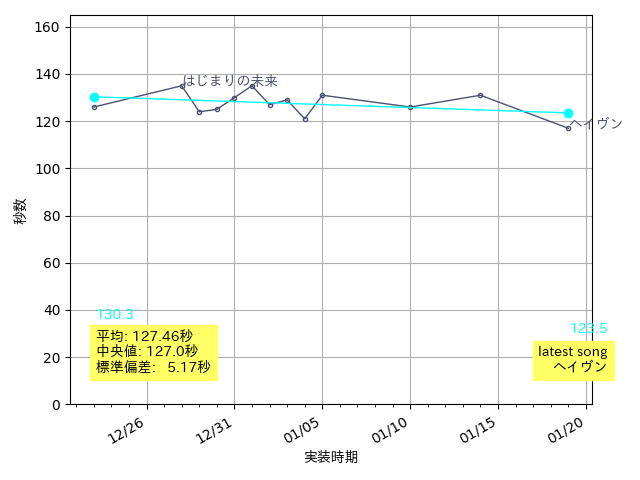 160
140
120
100
80
60
40
20
0
秒数
はじまりの未来
ヘイヴン
130.3
123.5
平均: 127.46秒
中央値: 127.0秒
標準偏差: 5.17秒
latest song
ヘイヴン
12/26
12/31
01/05
01/10
01/15
01/20
実装時期